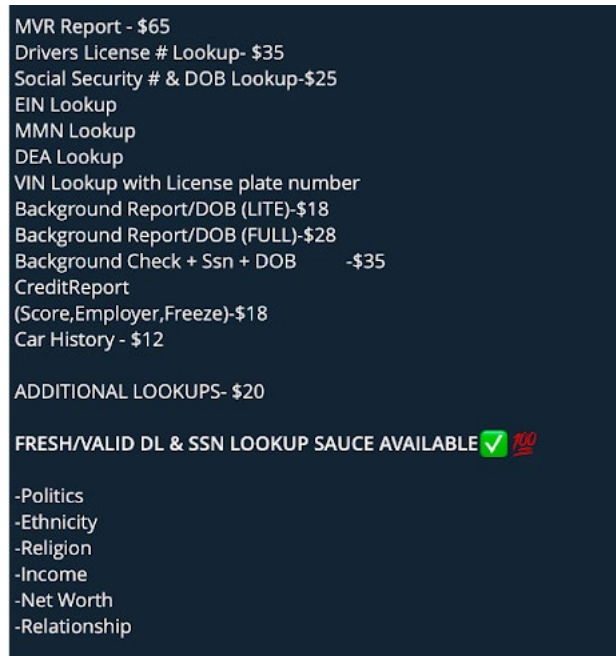 MVR Report - $65
Drivers License # Lookup- $35
Social Security # & DOB Lookup-$25
EIN Lookup
MMN Lookup
DEA Lookup
VIN Lookup with License plate number
Background Report/DOB (LITE)-$18
Background Report/DOB (FULL)-$28
Background Check + Ssn + DOB -$35
CreditReport
(Score,Employer,Freeze)-$18
Car History - $12
ADDITIONAL LOOKUPS- $20
FRESH/VALID DL & SSN LOOKUP SAUCE AVAILABLE✅ 💯
-Politics
-Ethnicity
-Religion
-Income
-Net Worth
-Relationship